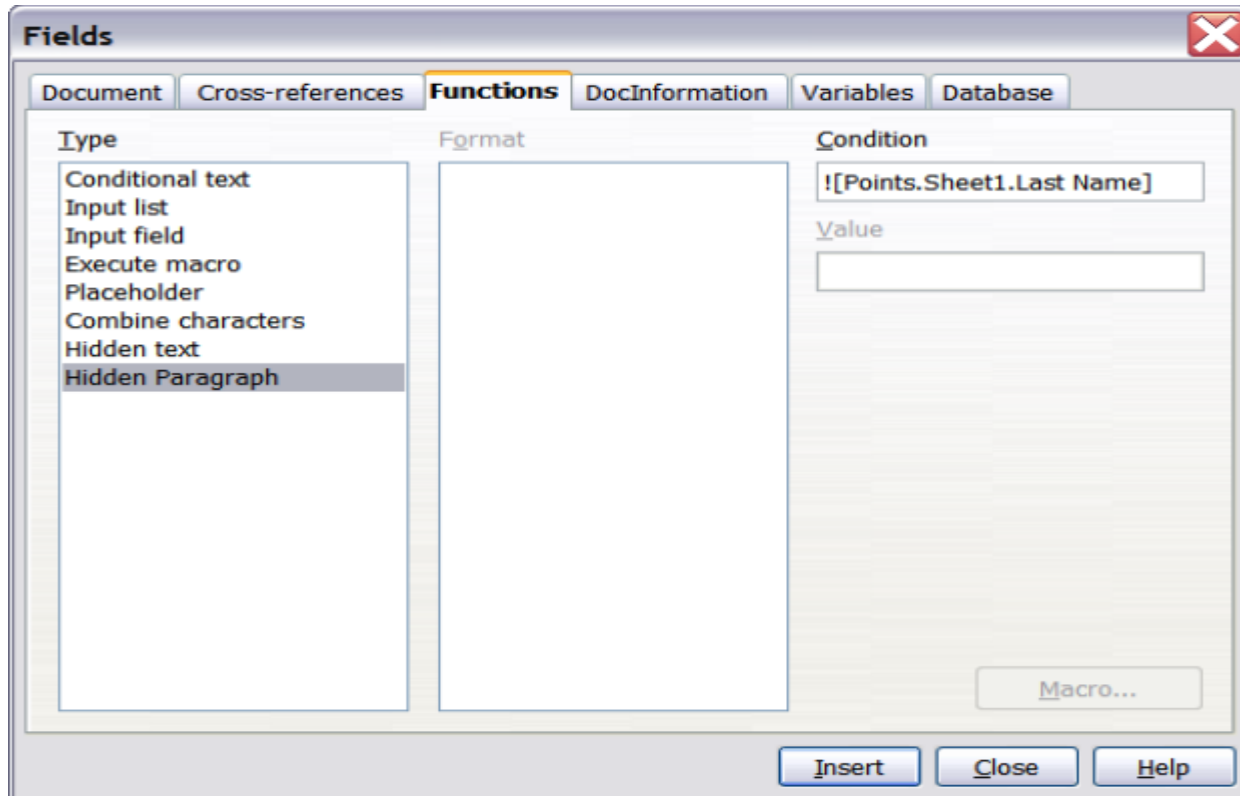 Fields
Document Cross-references Functions DocInformation Variables Database
Type Format Condition
Conditional text
Input list
Input field
Execute macro
Placeholder
Combine characters
Hidden text
Hidden Paragraph
![Points.Sheet1.Last Name]
Value
Macro...
Insert Close Help